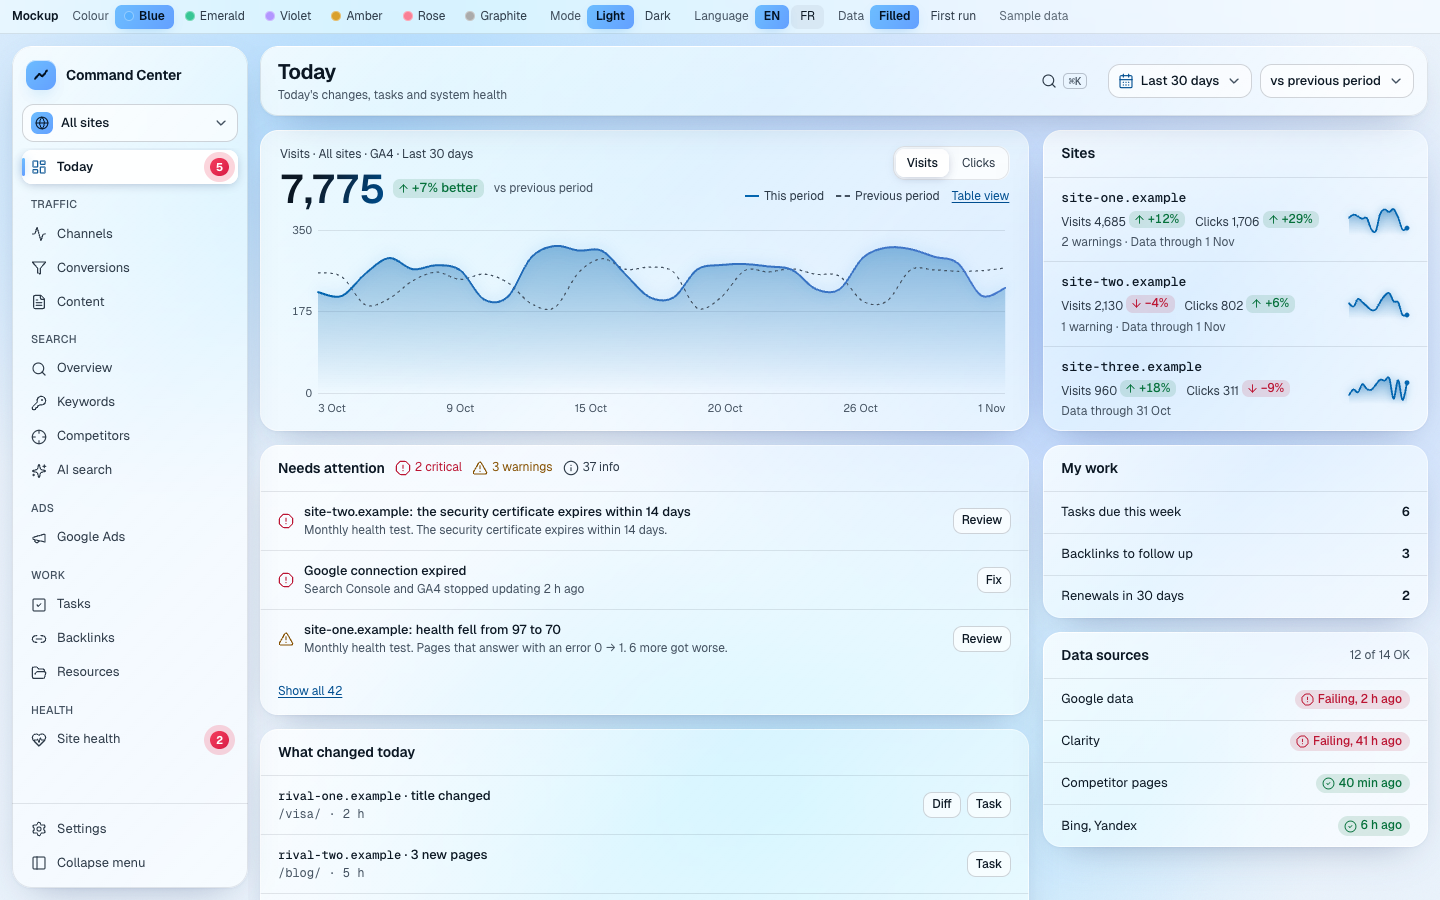 Mockup Colour Blue Emerald Violet Amber Rose Graphite Mode Light Dark Language EN FR Data Filled First run Sample data
Command Center
All sites
Today 5
TRAFFIC
Channels
Conversions
Content
SEARCH
Overview
Keywords
Competitors
AI search
ADS
Google Ads
WORK
Tasks
Backlinks
Resources
HEALTH
Site health 2
Settings
Collapse menu
Today
Today's changes, tasks and system health
⌘K
Last 30 days
vs previous period
Visits · All sites · GA4 · Last 30 days
7,775 ↑ +7% better vs previous period
Visits Clicks
This period Previous period Table view
350
175
0
3 Oct 9 Oct 15 Oct 20 Oct 26 Oct 1 Nov
Sites
site-one.example
Visits 4,685 ↑ +12% Clicks 1,706 ↑ +29%
2 warnings · Data through 1 Nov
site-two.example
Visits 2,130 ↓ −4% Clicks 802 ↑ +6%
1 warning · Data through 1 Nov
site-three.example
Visits 960 ↑ +18% Clicks 311 ↓ −9%
Data through 31 Oct
Needs attention 2 critical 3 warnings 37 info
site-two.example: the security certificate expires within 14 days
Monthly health test. The security certificate expires within 14 days.
Review
Google connection expired
Search Console and GA4 stopped updating 2 h ago
Fix
site-one.example: health fell from 97 to 70
Monthly health test. Pages that answer with an error 0 → 1. 6 more got worse.
Review
Show all 42
My work
Tasks due this week 6
Backlinks to follow up 3
Renewals in 30 days 2
Data sources 12 of 14 OK
Google data Failing, 2 h ago
Clarity Failing, 41 h ago
Competitor pages 40 min ago
Bing, Yandex 6 h ago
What changed today
rival-one.example · title changed
/visa/ · 2 h
Diff Task
rival-two.example · 3 new pages
/blog/ · 5 h
Task